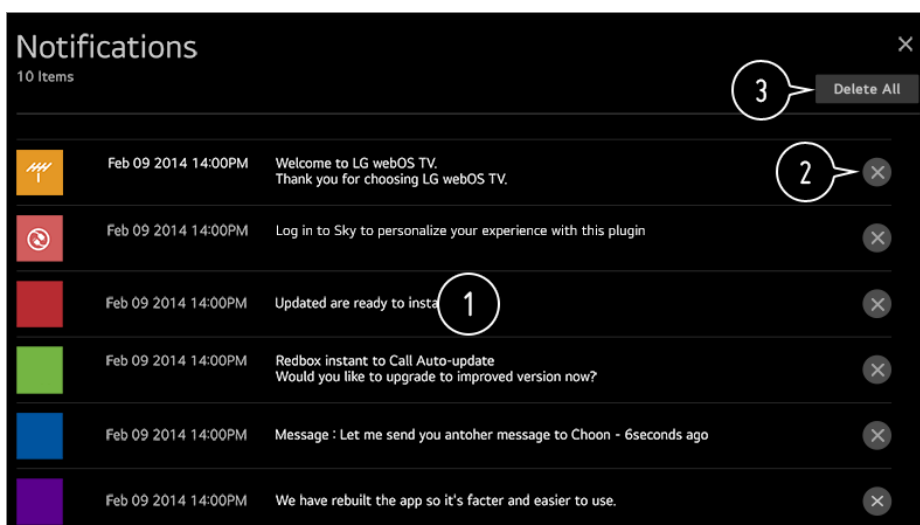 Notifications
10 Items
3
Delete All
Feb 09 2014 14:00PM
Welcome to LG webOS TV.
Thank you for choosing LG webOS TV.
2
Feb 09 2014 14:00PM
Log in to Sky to personalize your experience with this plugin
Feb 09 2014 14:00PM
Updated are ready to insta
1
Feb 09 2014 14:00PM
Redbox instant to Call Auto-update
Would you like to upgrade to improved version now?
Feb 09 2014 14:00PM
Message : Let me send you antoher message to Choon - 6seconds ago
Feb 09 2014 14:00PM
We have rebuilt the app so it's facter and easier to use.